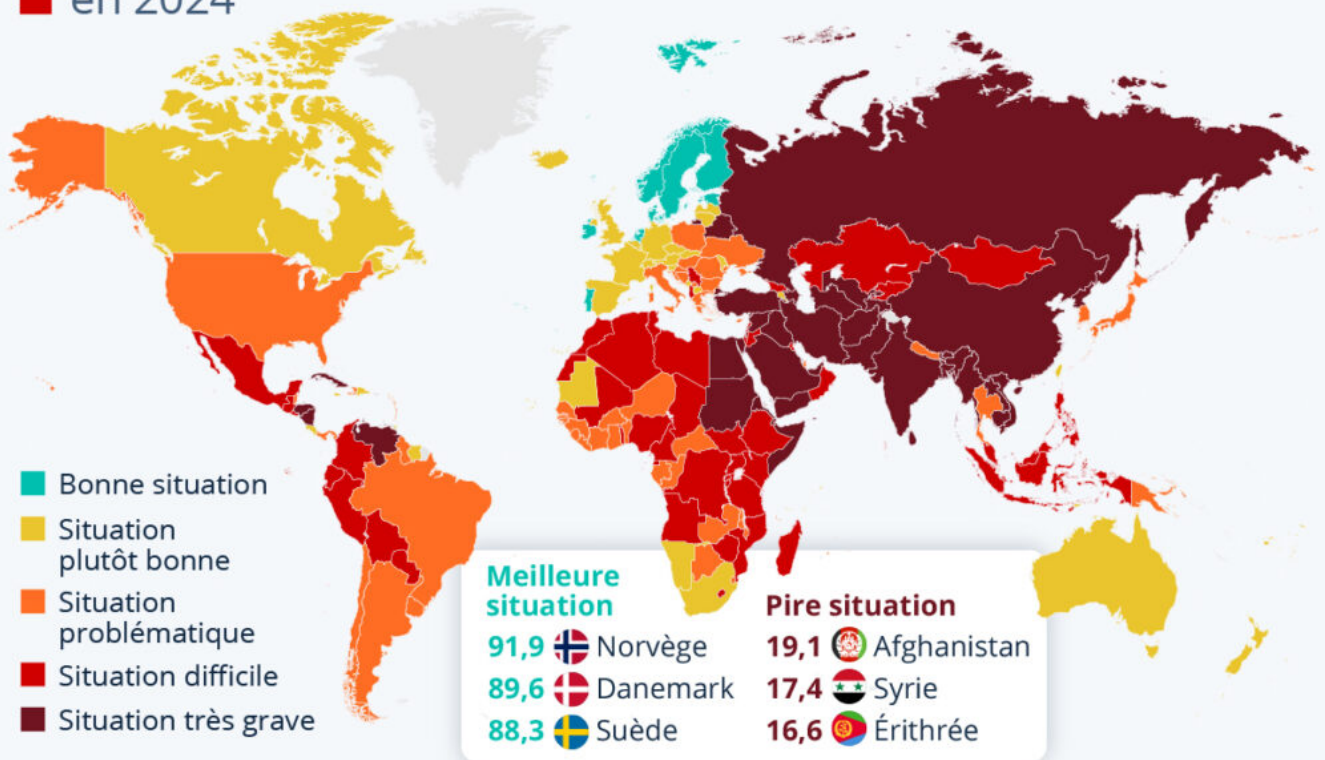 en 2024
Bonne situation
Situation
plutôt bonne
Situation
problématique
Situation difficile
Situation très grave
Meilleure
situation
91,9 Norvège
89,6 Danemark
88,3 Suède
Pire situation
19,1 Afghanistan
17,4 Syrie
16,6 Érithrée